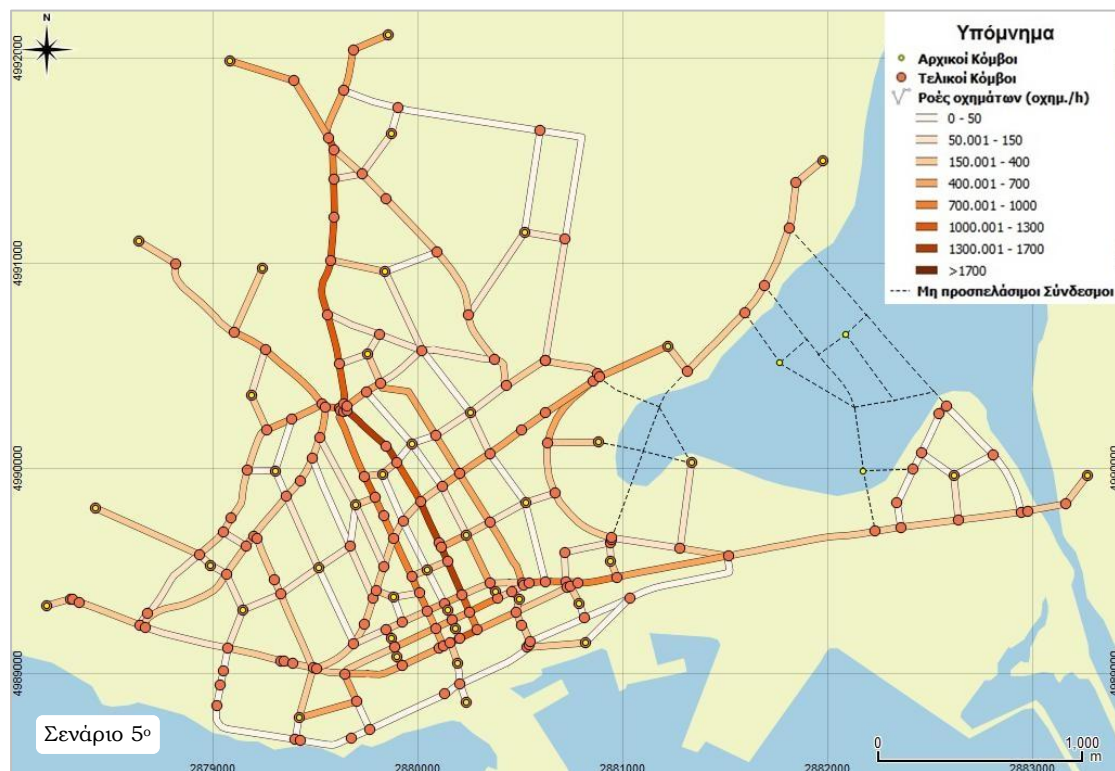 N
Υπόμνημα
Αρχικοί Κόμβοι
Τελικοί Κόμβοι
Ροές οχημάτων (οχημ./h)
0 - 50
50.001 - 150
150.001 - 400
400.001 - 700
700.001 - 1000
1000.001 - 1300
1300.001 - 1700
>1700
Μη προσπελάσιμοι Σύνδεσμοι
4992000
4991000
4990000
4990000
4989000
4989000
Σενάριο 5ο
0 1,000
m
2879000 2880000 2881000 2882000 2883000